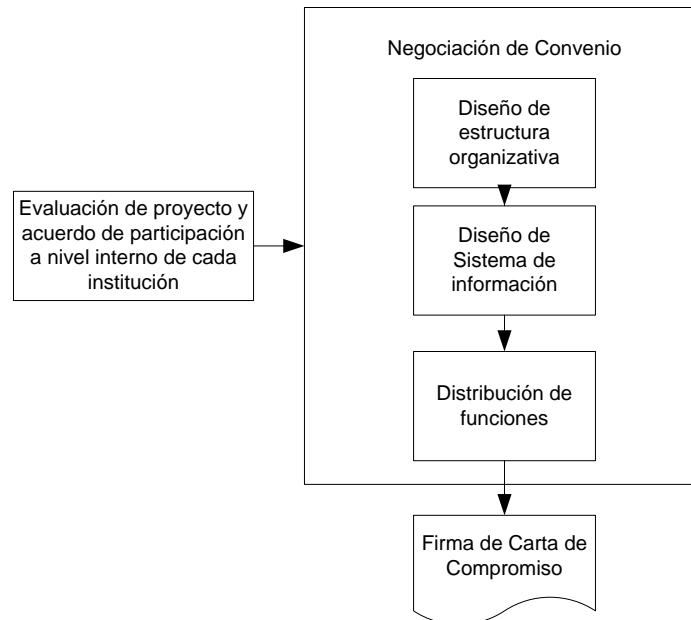 Negociación de Convenio
Diseño de
estructura
organizativa
Evaluación de proyecto y
acuerdo de participación
a nivel interno de cada
institución
Diseño de
Sistema de
información
Distribución de
funciones
Firma de Carta de
Compromiso